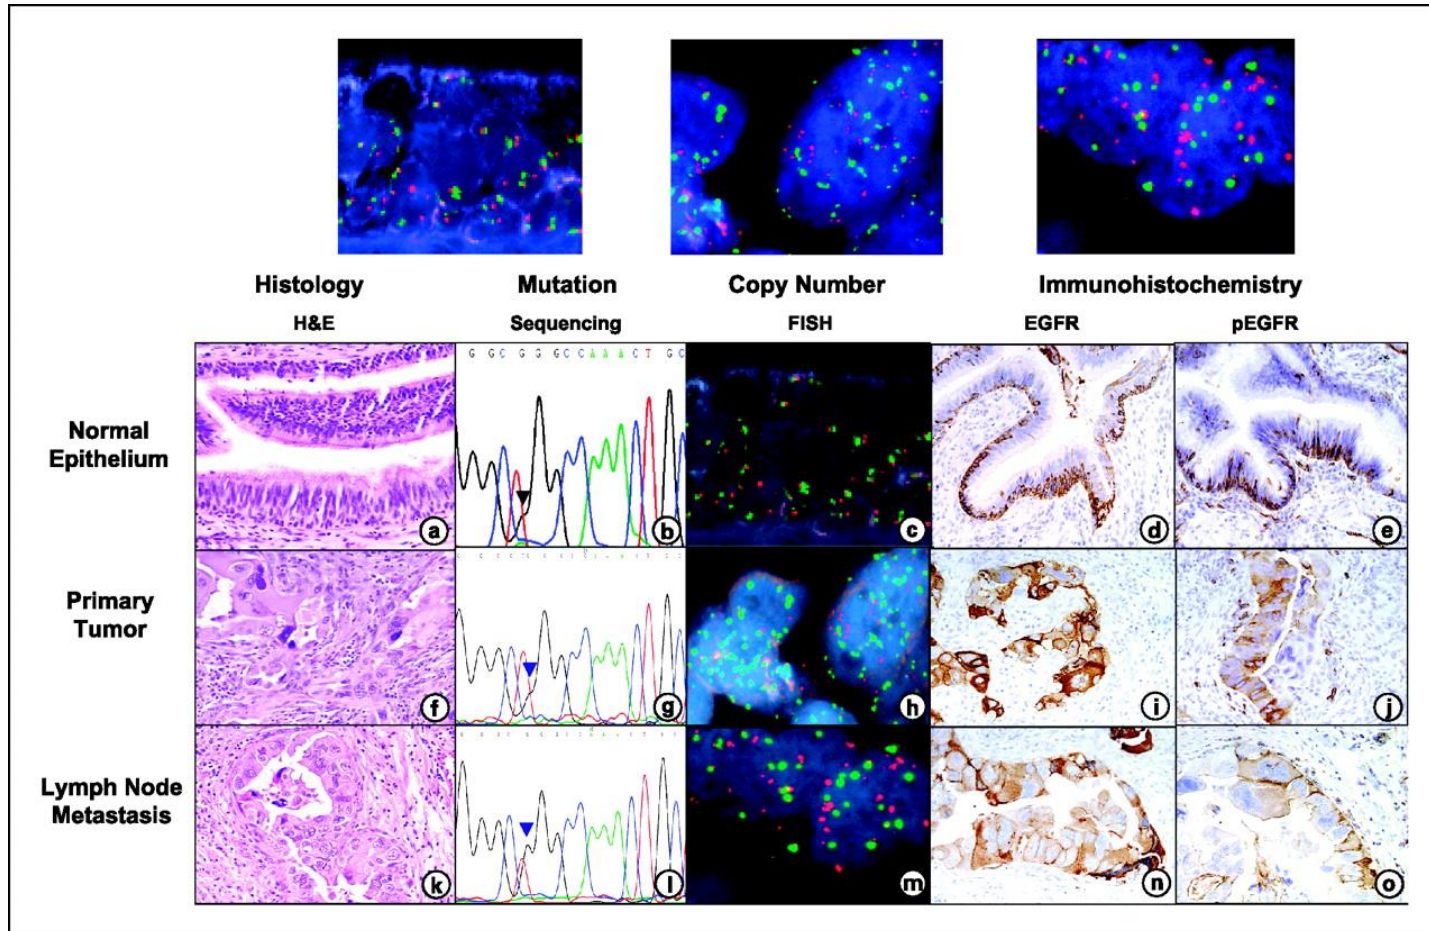 Histology Mutation Copy Number Immunohistochemistry
H&E Sequencing FISH EGFR pEGFR
G G C G G G C C A A A C T G C
Normal
Epithelium
a b c d e
Primary
Tumor
f g h i j
Lymph Node
Metastasis
k l m n o